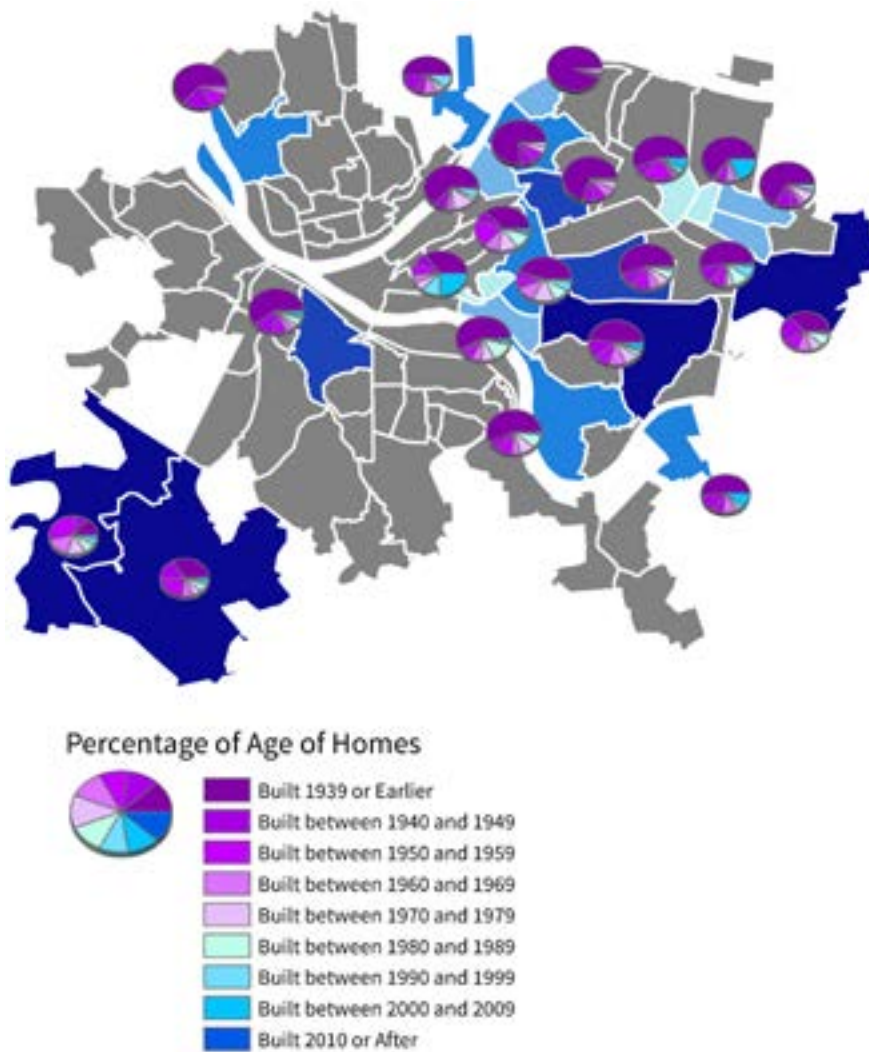 Percentage of Age of Homes
Built 1939 or Earlier
Built between 1940 and 1949
Built between 1950 and 1959
Built between 1960 and 1969
Built between 1970 and 1979
Built between 1980 and 1989
Built between 1990 and 1999
Built between 2000 and 2009
Built 2010 or After